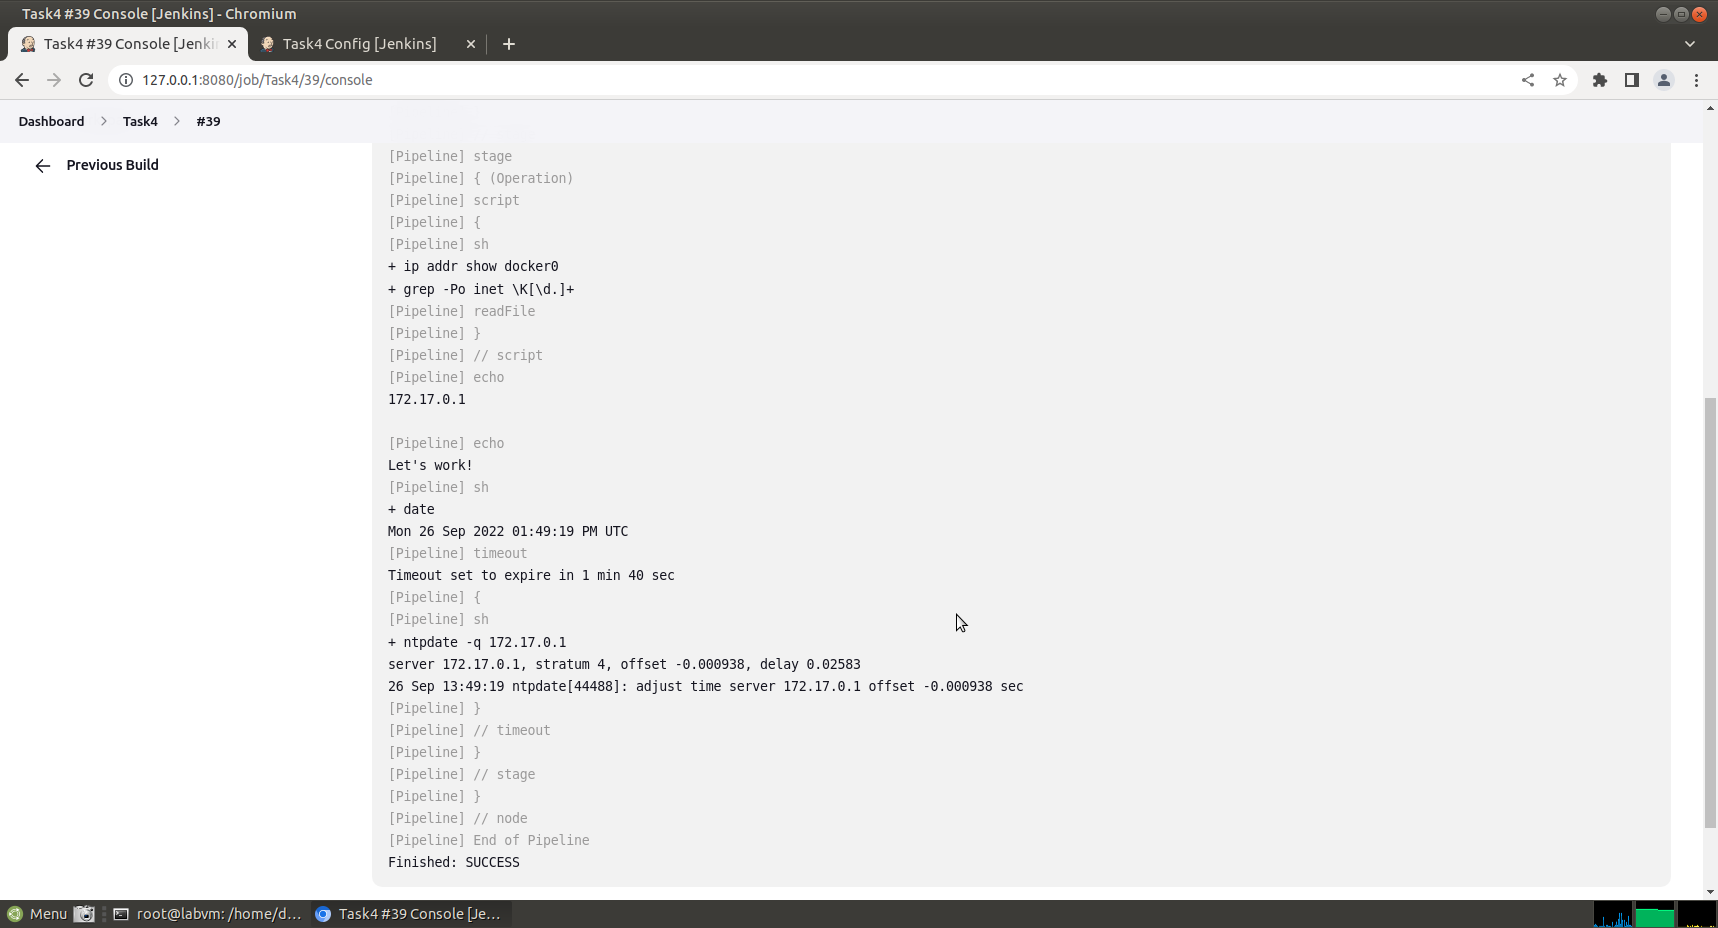 Task4 #39 Console [Jenkins] - Chromium
Task4 #39 Console [Jenki
Task4 Config [Jenkins]
127.0.0.1:8080/job/Task4/39/console
Dashboard
Task4
#39
Previous Build
[Pipeline] stage
[Pipeline] { (Operation)
[Pipeline] script
[Pipeline] {
[Pipeline] sh
+ ip addr show docker0
+ grep -Po inet \K[\d.]+
[Pipeline] readFile
[Pipeline] }
[Pipeline] // script
[Pipeline] echo
172.17.0.1
[Pipeline] echo
Let's work!
[Pipeline] sh
+ date
Mon 26 Sep 2022 01:49:19 PM UTC
[Pipeline] timeout
Timeout set to expire in 1 min 40 sec
[Pipeline] {
[Pipeline] sh
+ ntpdate -q 172.17.0.1
server 172.17.0.1, stratum 4, offset -0.000938, delay 0.02583
26 Sep 13:49:19 ntpdate[44488]: adjust time server 172.17.0.1 offset -0.000938 sec
[Pipeline] }
[Pipeline] // timeout
[Pipeline] }
[Pipeline] // stage
[Pipeline] }
[Pipeline] // node
[Pipeline] End of Pipeline
Finished: SUCCESS
Menu
root@labvm: /home/d...
Task4 #39 Console [Je...